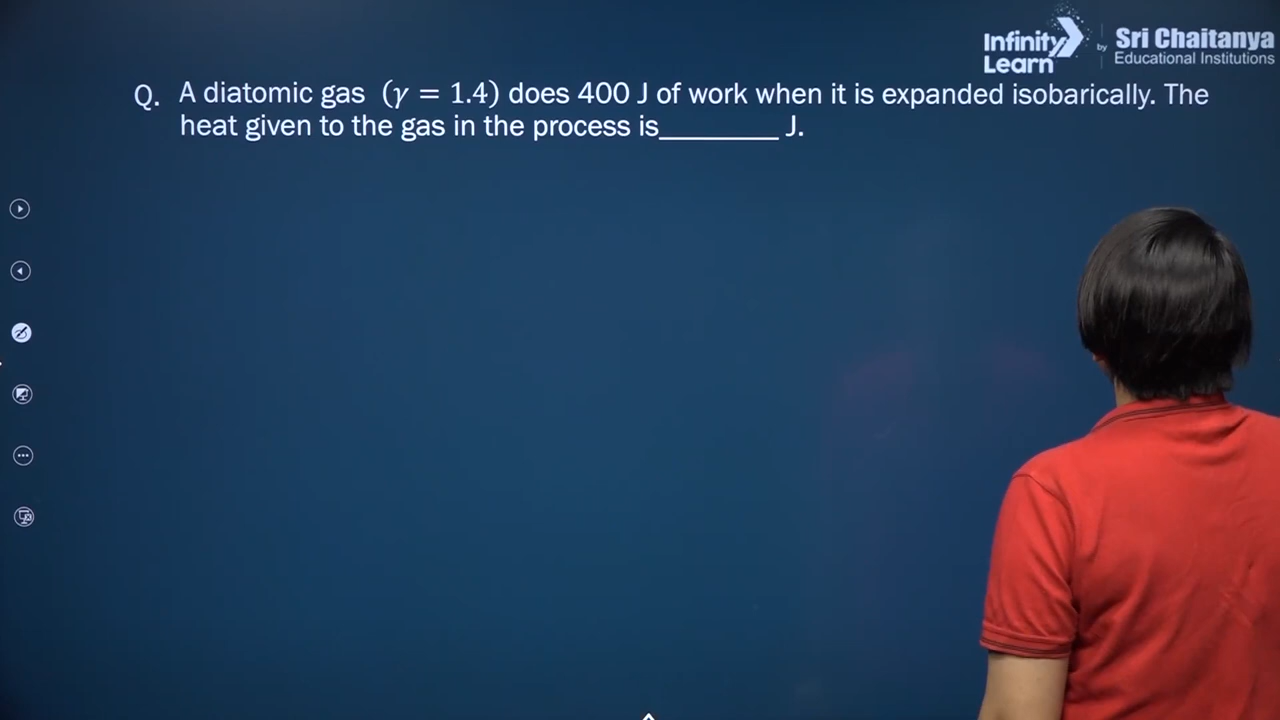 Infinity Learn by Sri Chaitanya
Educational Institutions
Q. A diatomic gas (γ = 1.4) does 400 J of work when it is expanded isobarically. The
heat given to the gas in the process is________ J.